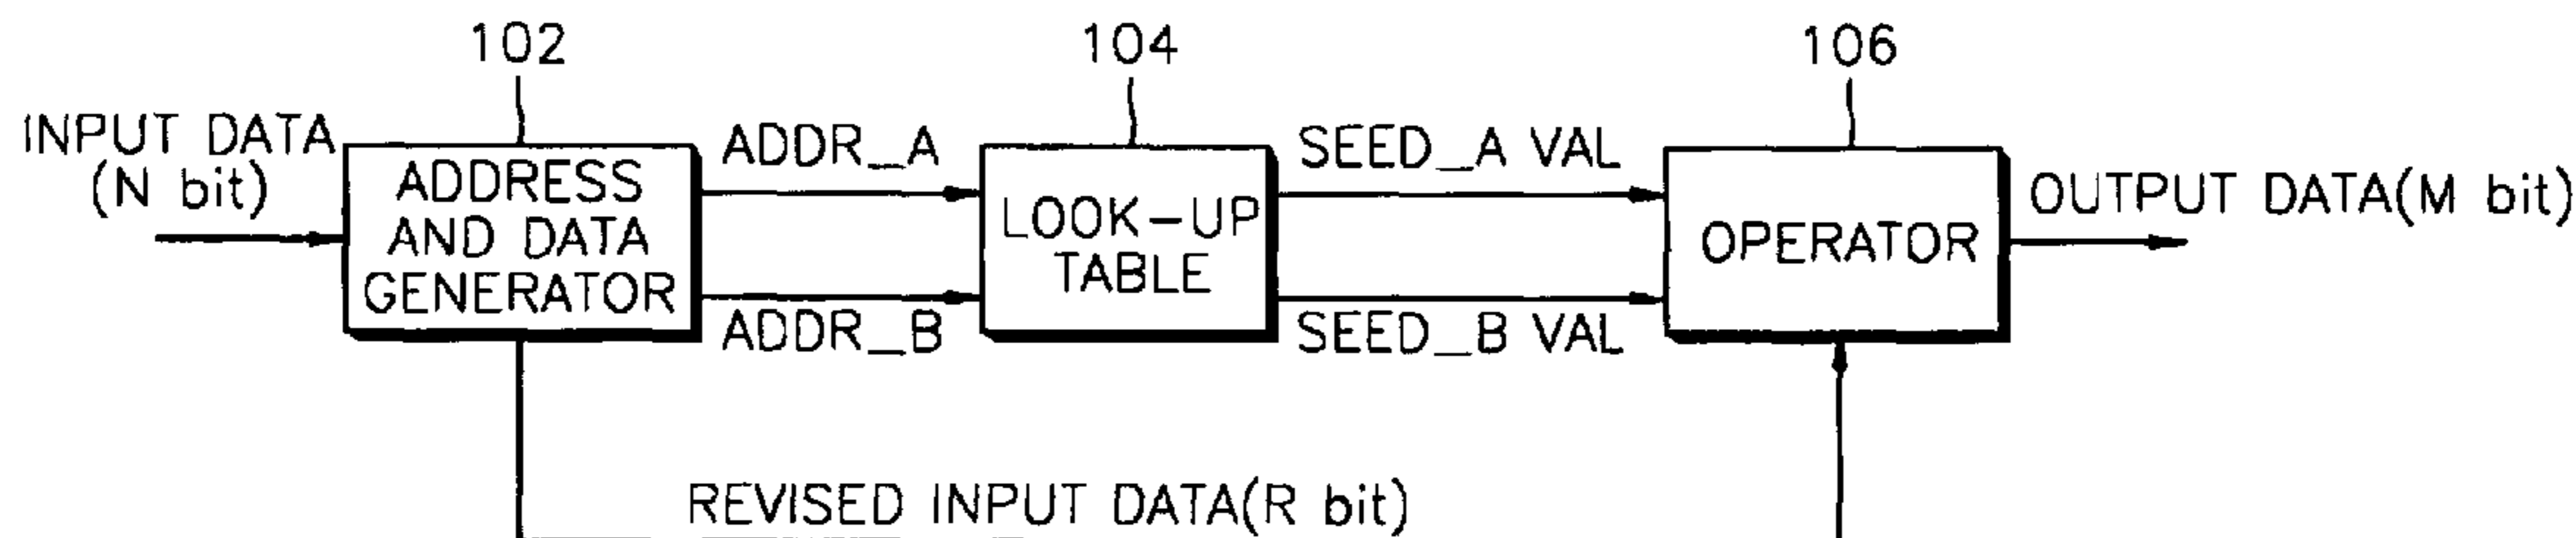 102
104
106
INPUT DATA
(N bit)
ADDRESS
AND DATA
GENERATOR
ADDR_A
ADDR_B
LOOK-UP
TABLE
SEED_A VAL
SEED_B VAL
OPERATOR
OUTPUT DATA(M bit)
REVISED INPUT DATA(R bit)